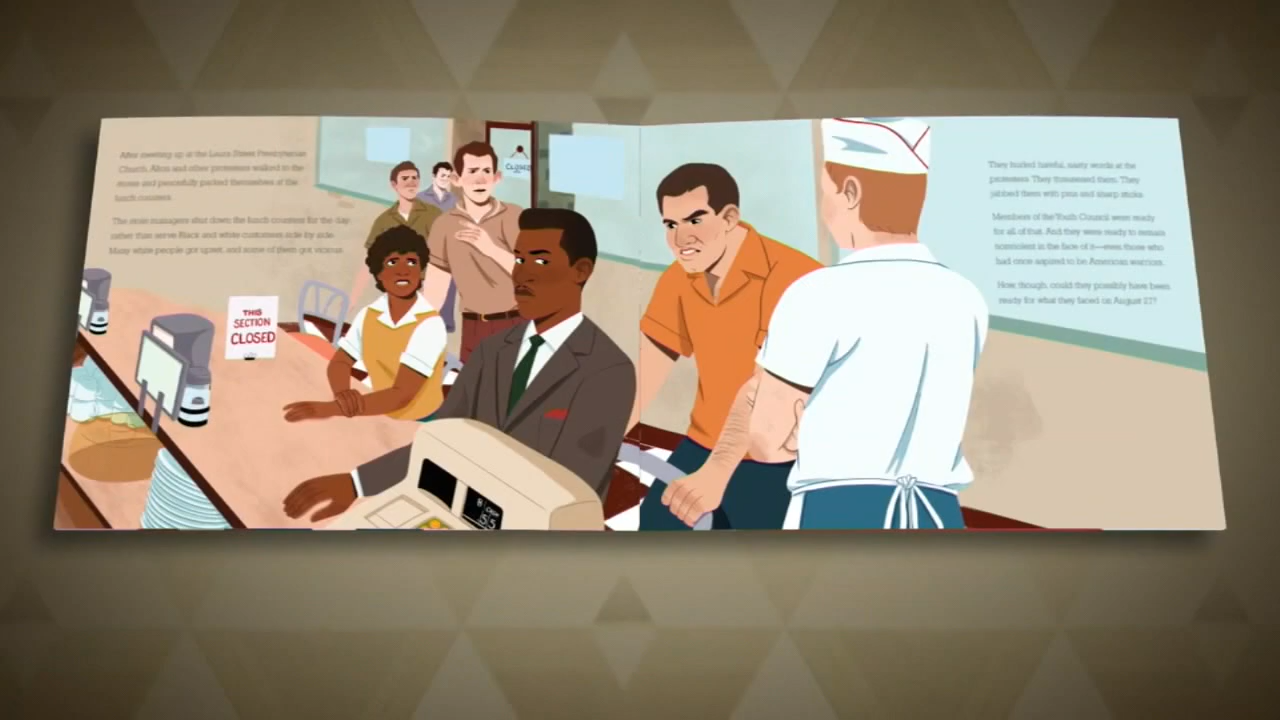 After meeting up at the Laura Street Presbyterian
Church, Alton and other protesters walked to the
store and peacefully packed themselves at the
lunch counters.
The store managers shut down the lunch counters for the day
rather than serve Black and white customers side by side.
Many white people got upset, and some of them got vicious.
CLOSED
THIS
SECTION
CLOSED
They hurled hateful, nasty words at the
protesters. They threatened them. They
jabbed them with pins and sharp sticks.
Members of the Youth Council were ready
for all of that. And they were ready to remain
nonviolent in the face of it—even those who
had once aspired to be American warriors.
How, though, could they possibly have been
ready for what they faced on August 27?